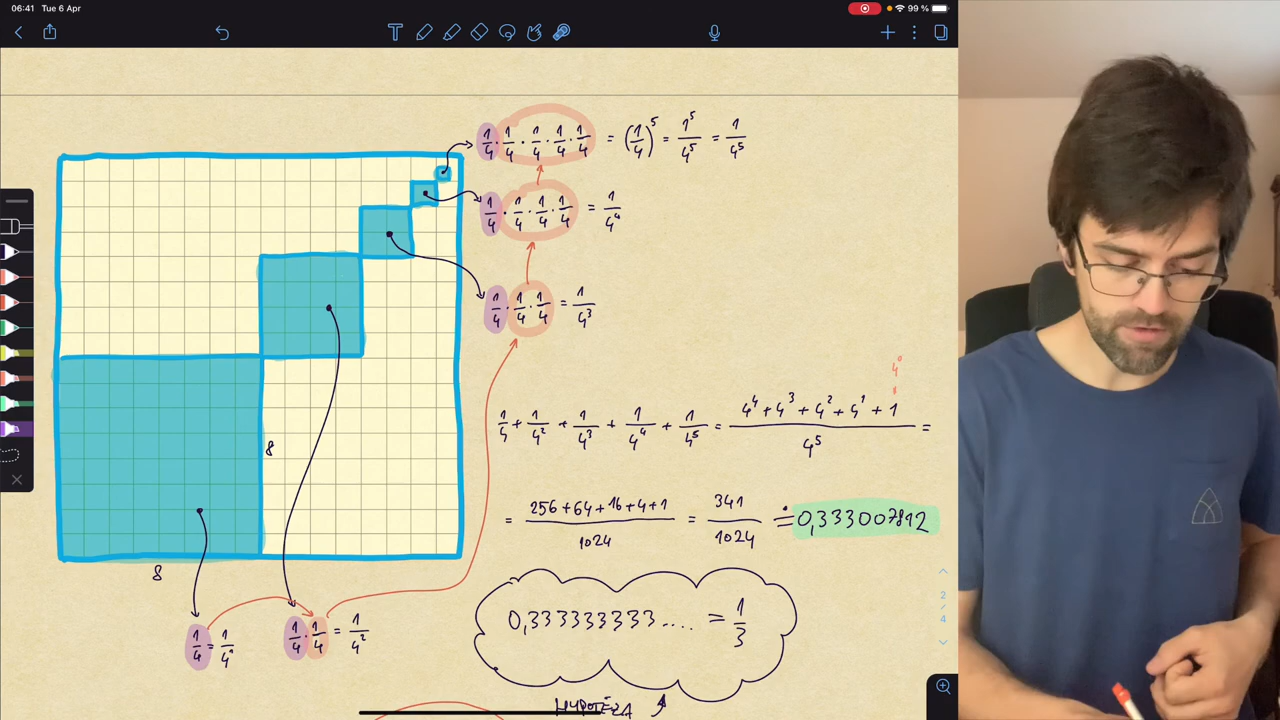 06:41 Tue 6 Apr
99 %
1/4 · 1/4 · 1/4 · 1/4 · 1/4 = (1/4)^5 = 1^5/4^5 = 1/4^5
1/4 · 1/4 · 1/4 · 1/4 = 1/4^4
1/4 · 1/4 · 1/4 = 1/4^3
4^0
1/4 + 1/4^2 + 1/4^3 + 1/4^4 + 1/4^5 = (4^4 + 4^3 + 4^2 + 4^1 + 1)/4^5 =
8
= (256+64+16+4+1)/1024 = 341/1024 ≐ 0,333007812
8
0,333333333.... = 1/3
1/4 = 1/4^1
1/4 · 1/4 = 1/4^2
HYPOTÉZA
2
/
4